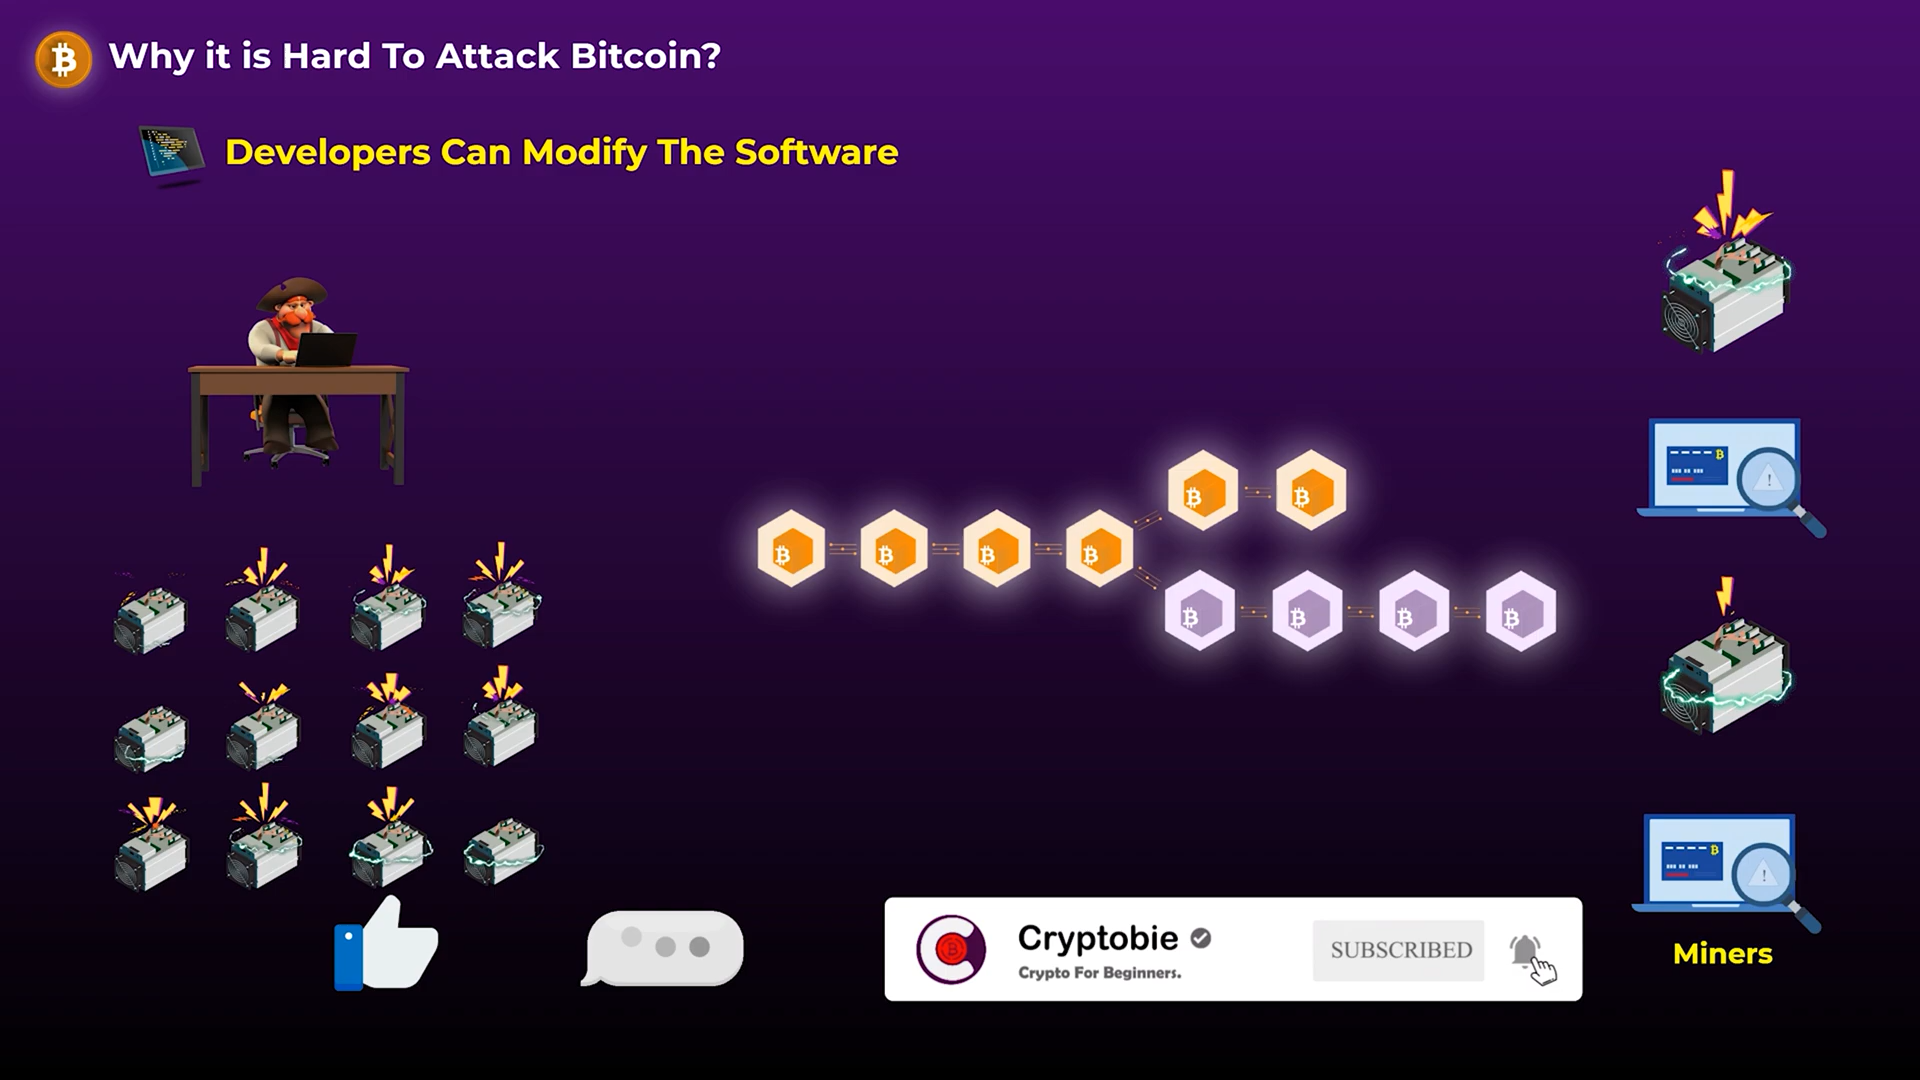 Why it is Hard To Attack Bitcoin?
Developers Can Modify The Software
Cryptobie
Crypto For Beginners.
SUBSCRIBED
Miners